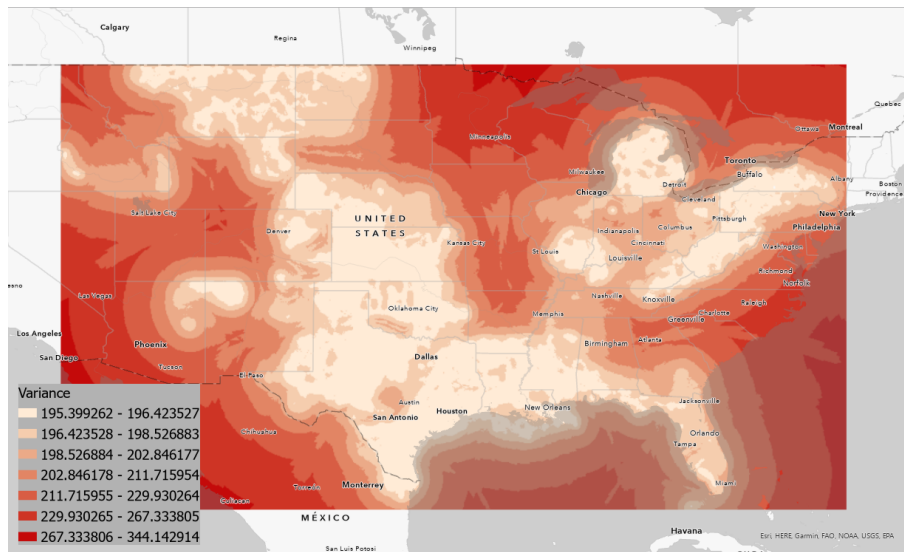 Calgary
Regina
Winnipeg
Quebec
Ottawa
Montreal
Minneapolis
Toronto
Buffalo
Milwaukee
Detroit
Albany
Boston
Chicago
Cleveland
Providence
Salt Lake City
UNITED
STATES
New York
Pittsburgh
Philadelphia
Denver
Kansas City
Indianapolis
Columbus
Cincinnati
Washington
St Louis
Louisville
Richmond
Norfolk
Las Vegas
Nashville
Knoxville
Raleigh
Oklahoma City
Memphis
Charlotte
Greenville
Los Angeles
Phoenix
Birmingham
Atlanta
San Diego
Tucson
Dallas
El Paso
Austin
Houston
New Orleans
Jacksonville
San Antonio
Chihuahua
Orlando
Tampa
Torreón
Monterrey
Miami
Culiacan
MÉXICO
Havana
San Luis Potosí
Variance
195.399262 - 196.423527
196.423528 - 198.526883
198.526884 - 202.846177
202.846178 - 211.715954
211.715955 - 229.930264
229.930265 - 267.333805
267.333806 - 344.142914
Esri, HERE, Garmin, FAO, NOAA, USGS, EPA